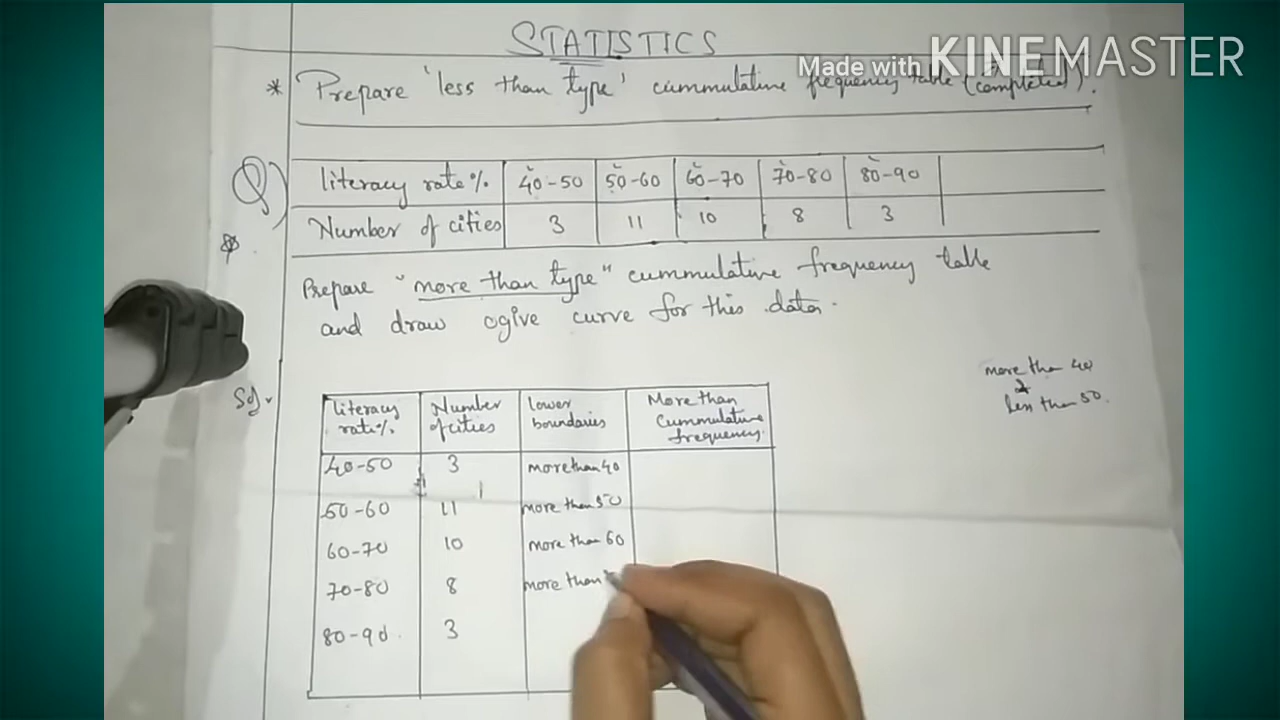 STATISTICS
Made with KINEMASTER
* Prepare 'less than type' cummulative frequency table (completed).
Q) literacy rate% 40-50 50-60 60-70 70-80 80-90
Number of cities 3 11 10 8 3
Prepare "more than type" cummulative frequency table
and draw ogive curve for this data.
more than 40
&
less than 50.
Sol.
literacy rate% Number of cities lower boundaries More than cummulative frequency.
40-50 3 more than 40
50-60 11 more than 50
60-70 10 more than 60
70-80 8 more than
80-90. 3